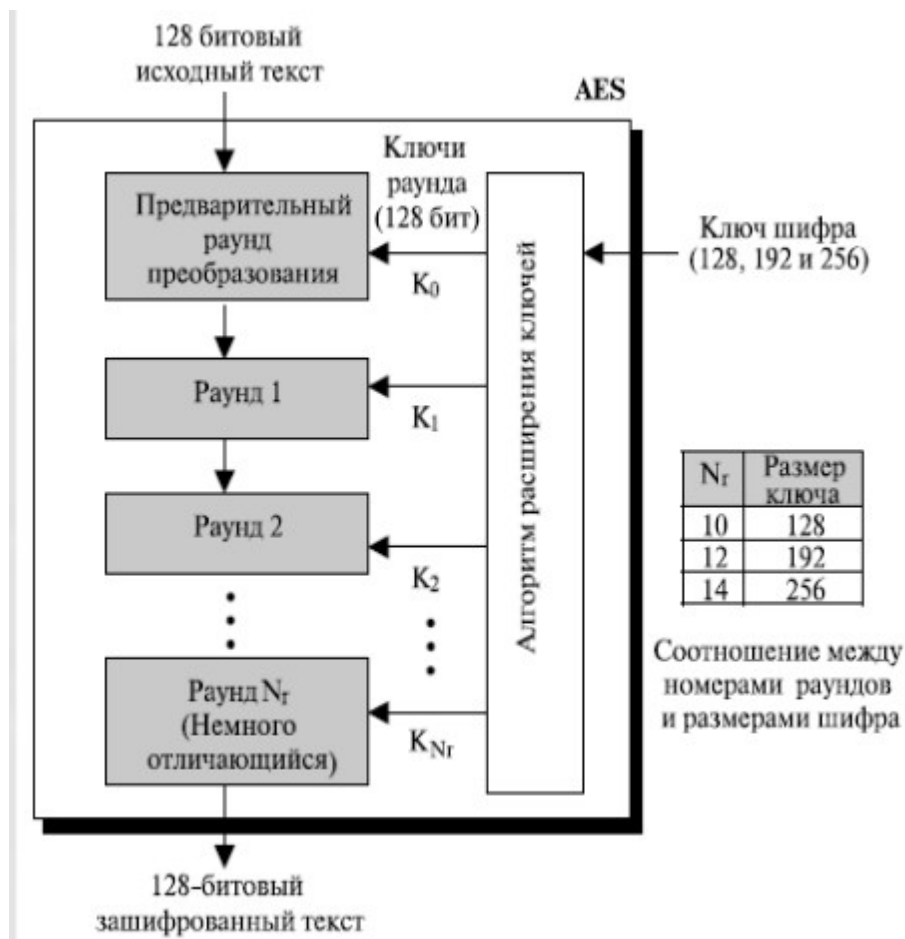 128 битовый
исходный текст
AES
Ключи
раунда
(128 бит)
Предварительный
раунд
преобразования
K₀
Ключ шифра
(128, 192 и 256)
Алгоритм расширения ключей
Раунд 1
K₁
Раунд 2
K₂
Nᵣ Размер ключа
10 128
12 192
14 256
Соотношение между
номерами раундов
и размерами шифра
Раунд Nᵣ
(Немного
отличающийся)
K_Nr
128-битовый
зашифрованный текст